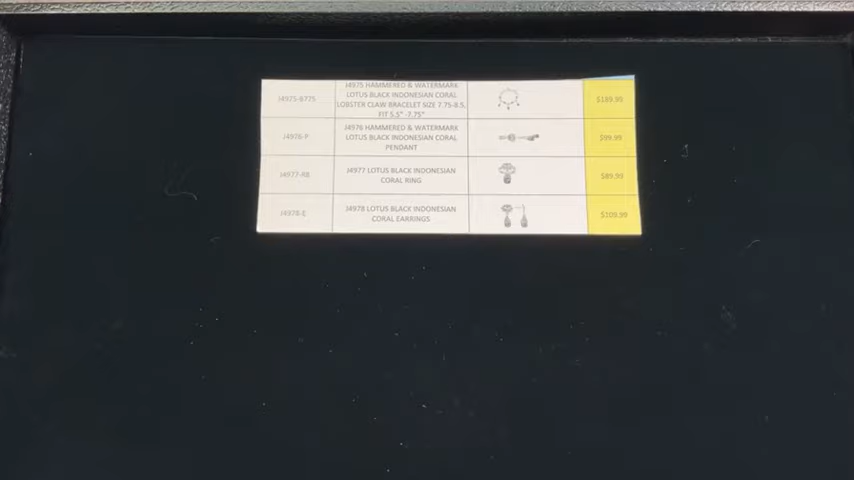 J4975-B775
J4975 HAMMERED & WATERMARK
LOTUS BLACK INDONESIAN CORAL
LOBSTER CLAW BRACELET SIZE 7.75-8.5,
FIT 5.5" -7.75"
$189.99
J4976-P
J4976 HAMMERED & WATERMARK
LOTUS BLACK INDONESIAN CORAL
PENDANT
$99.99
J4977-R8
J4977 LOTUS BLACK INDONESIAN
CORAL RING
$89.99
J4978-E
J4978 LOTUS BLACK INDONESIAN
CORAL EARRINGS
$109.99